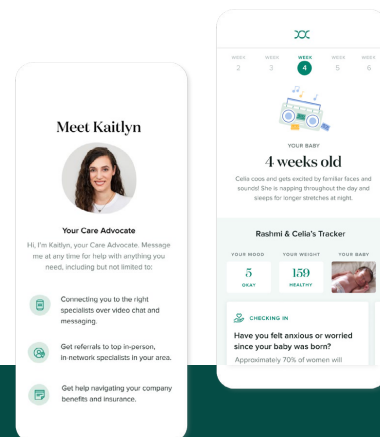 Meet Kaitlyn
Your Care Advocate
Hi, I'm Kaitlyn, your Care Advocate. Message
me at any time for help with anything you
need, including but not limited to:
Connecting you to the right
specialists over video chat and
messaging.
Get referrals to top in-person,
in-network specialists in your area.
Get help navigating your company
benefits and insurance.
WEEK WEEK WEEK WEEK WEEK
2 3 4 5 6
YOUR BABY
4 weeks old
Celia coos and gets excited by familiar faces and
sounds! She is napping throughout the day and
sleeps for longer stretches at night.
Rashmi & Celia's Tracker
YOUR MOOD YOUR WEIGHT YOUR BABY
5 159
OKAY HEALTHY
CHECKING IN
Have you felt anxious or worried
since your baby was born?
Approximately 70% of women will